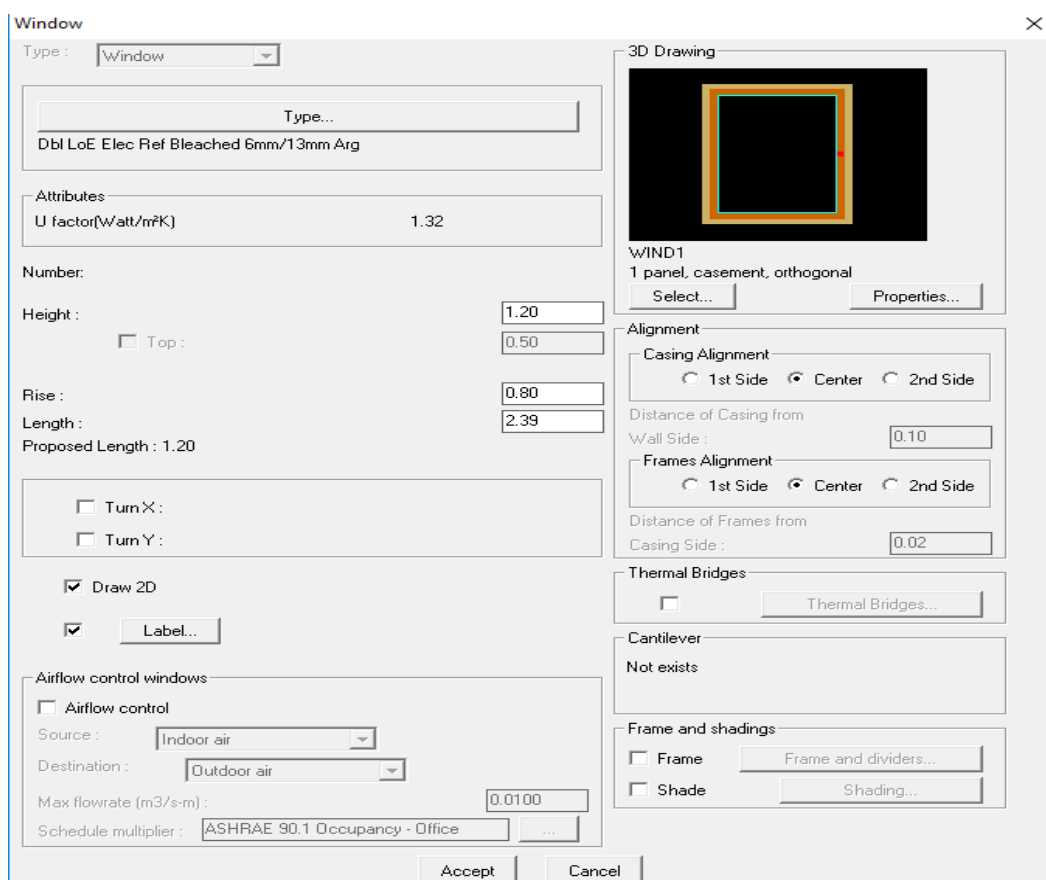 Window
Type :
Window
Type...
Dbl LoE Elec Ref Bleached 6mm/13mm Arg
Attributes
U factor(Watt/m²K) 1.32
Number:
Height : 1.20
Top : 0.50
Rise : 0.80
Length : 2.39
Proposed Length : 1.20
Turn X :
Turn Y :
Draw 2D
Label...
Airflow control windows
Airflow control
Source : Indoor air
Destination : Outdoor air
Max flowrate (m3/s-m) : 0.0100
Schedule multiplier : ASHRAE 90.1 Occupancy - Office ...
3D Drawing
WIND1
1 panel, casement, orthogonal
Select... Properties...
Alignment
Casing Alignment
1st Side Center 2nd Side
Distance of Casing from
Wall Side : 0.10
Frames Alignment
1st Side Center 2nd Side
Distance of Frames from
Casing Side : 0.02
Thermal Bridges
Thermal Bridges...
Cantilever
Not exists
Frame and shadings
Frame Frame and dividers...
Shade Shading...
Accept Cancel